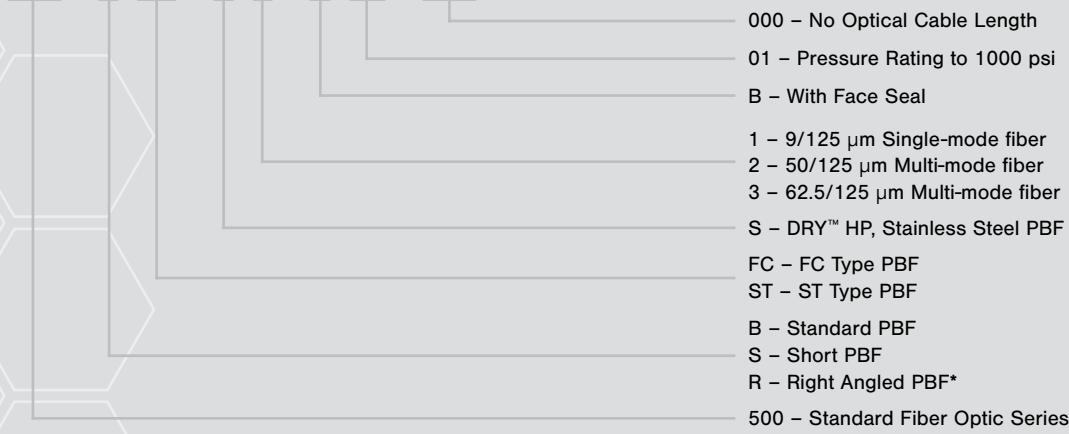 000 – No Optical Cable Length
01 – Pressure Rating to 1000 psi
B – With Face Seal
1 – 9/125 μm Single-mode fiber
2 – 50/125 μm Multi-mode fiber
3 – 62.5/125 μm Multi-mode fiber
S – DRY™ HP, Stainless Steel PBF
FC – FC Type PBF
ST – ST Type PBF
B – Standard PBF
S – Short PBF
R – Right Angled PBF*
500 – Standard Fiber Optic Series